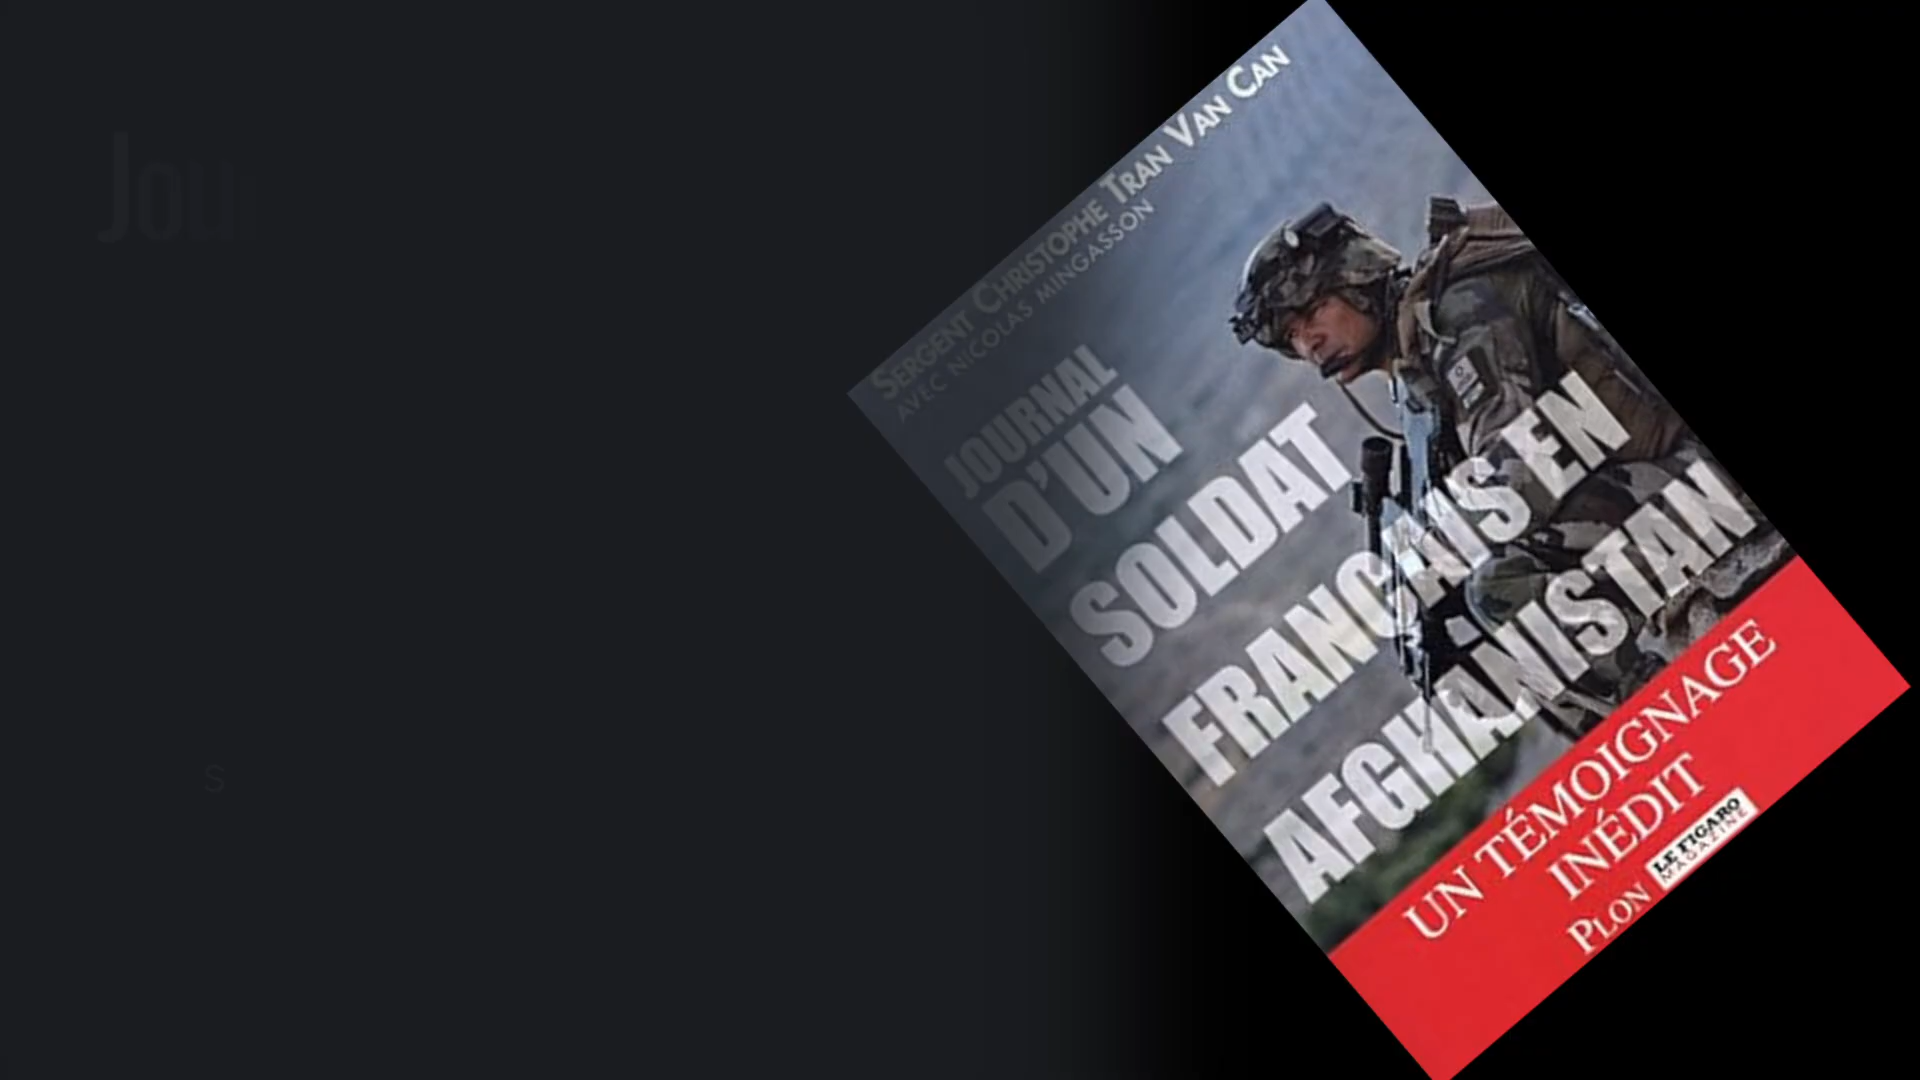 Jour
s
SERGENT CHRISTOPHE TRAN VAN CAN
AVEC NICOLAS MINGASSON
JOURNAL
D'UN
SOLDAT
FRANÇAIS EN
AFGHANISTAN
UN TÉMOIGNAGE
INÉDIT
PLON
LE FIGARO
MAGAZINE